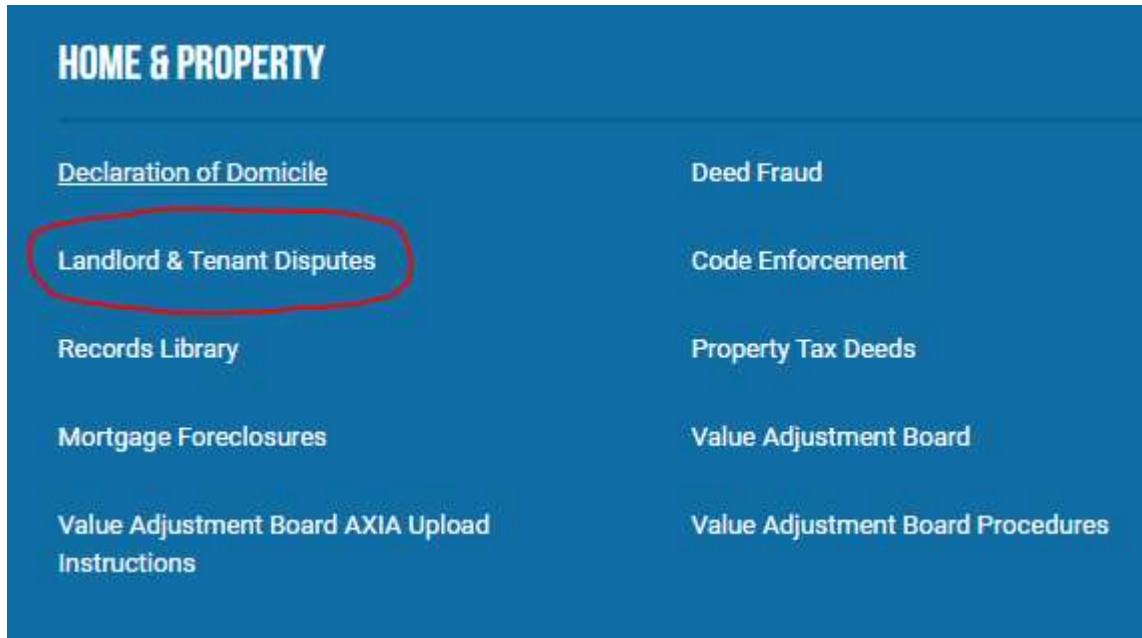 HOME & PROPERTY
Declaration of Domicile
Deed Fraud
Landlord & Tenant Disputes
Code Enforcement
Records Library
Property Tax Deeds
Mortgage Foreclosures
Value Adjustment Board
Value Adjustment Board AXIA Upload
Instructions
Value Adjustment Board Procedures